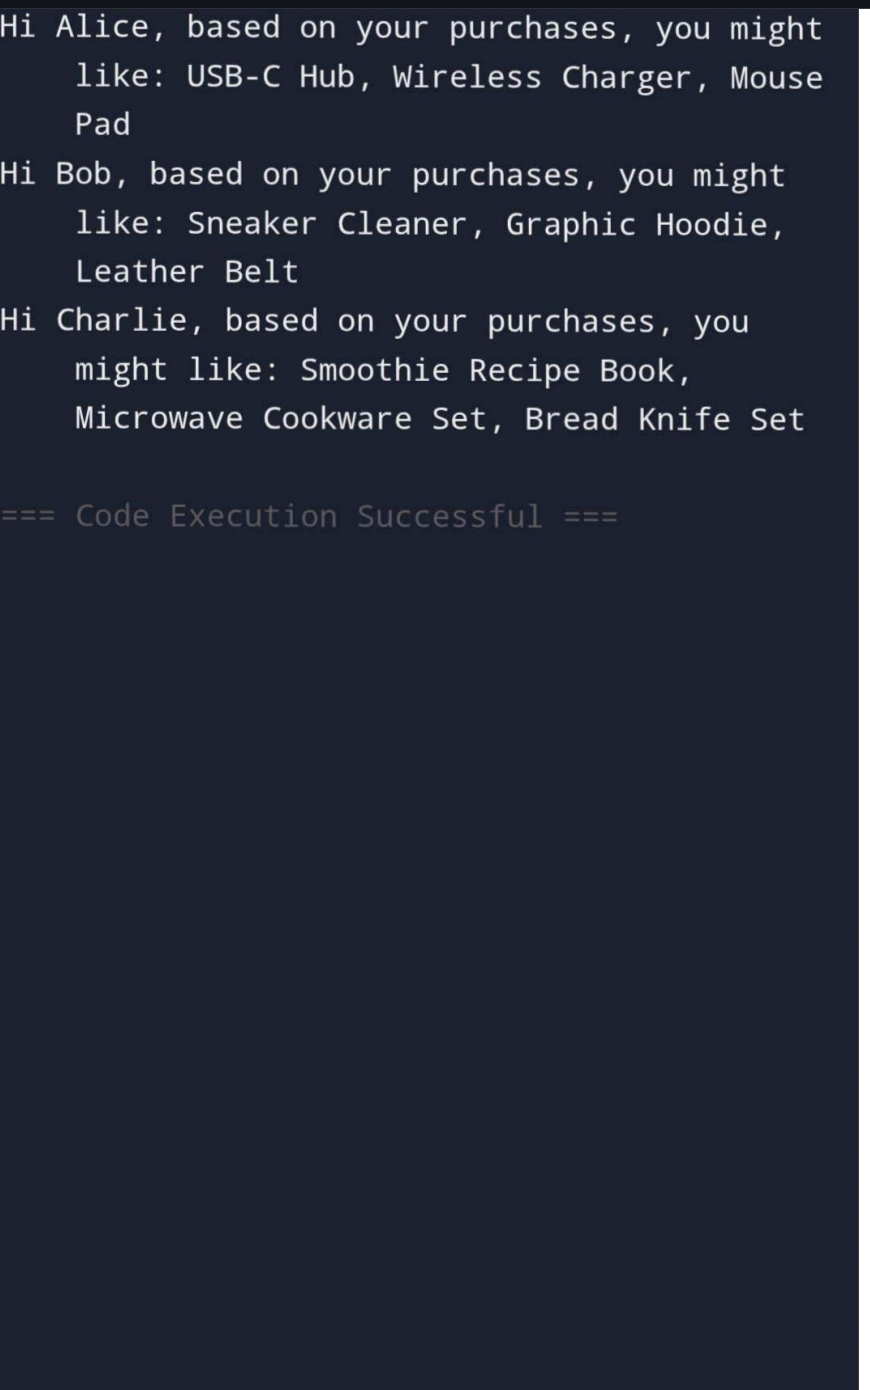 Hi Alice, based on your purchases, you might
like: USB-C Hub, Wireless Charger, Mouse
Pad
Hi Bob, based on your purchases, you might
like: Sneaker Cleaner, Graphic Hoodie,
Leather Belt
Hi Charlie, based on your purchases, you
might like: Smoothie Recipe Book,
Microwave Cookware Set, Bread Knife Set
=== Code Execution Successful ===